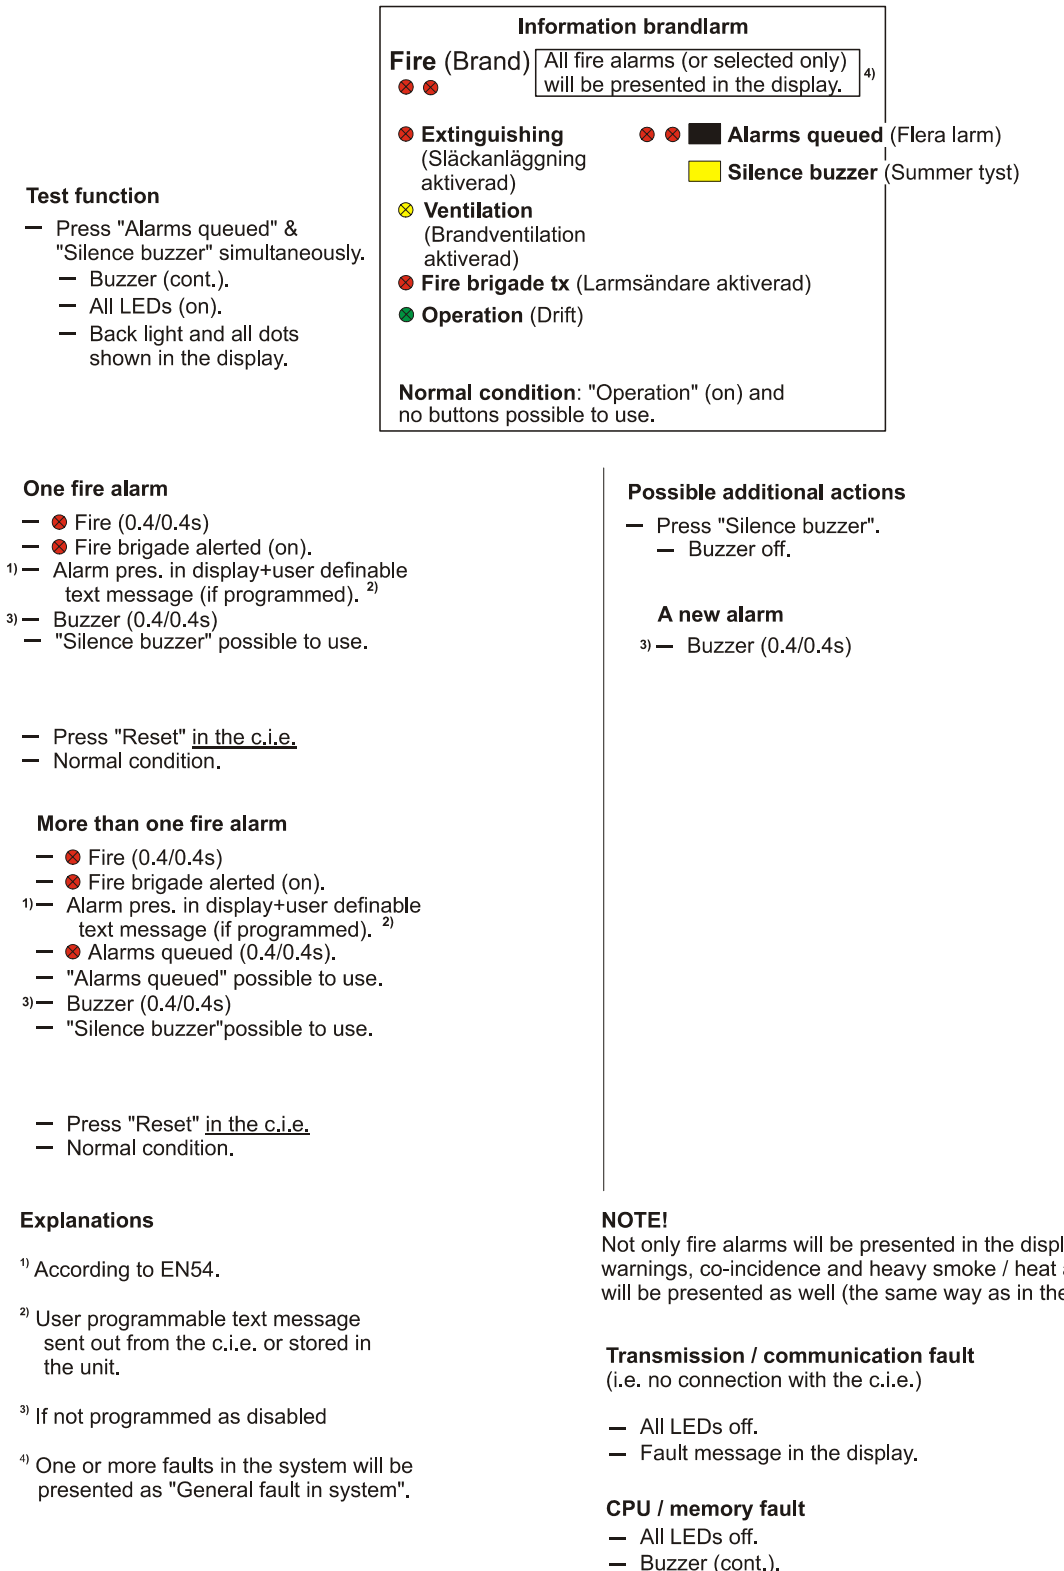 Information brandlarm
Fire (Brand)
All fire alarms (or selected only)
will be presented in the display.
4)
Extinguishing
(Släckanläggning
aktiverad)
Alarms queued (Flera larm)
Silence buzzer (Summer tyst)
Ventilation
(Brandventilation
aktiverad)
Fire brigade tx (Larmsändare aktiverad)
Operation (Drift)
Normal condition: "Operation" (on) and
no buttons possible to use.
Test function
— Press "Alarms queued" &
"Silence buzzer" simultaneously.
— Buzzer (cont.).
— All LEDs (on).
— Back light and all dots
shown in the display.
One fire alarm
— Fire (0.4/0.4s)
— Fire brigade alerted (on).
1) — Alarm pres. in display+user definable
text message (if programmed). 2)
3) — Buzzer (0.4/0.4s)
— "Silence buzzer" possible to use.
— Press "Reset" in the c.i.e.
— Normal condition.
Possible additional actions
— Press "Silence buzzer".
— Buzzer off.
A new alarm
3) — Buzzer (0.4/0.4s)
More than one fire alarm
— Fire (0.4/0.4s)
— Fire brigade alerted (on).
1) — Alarm pres. in display+user definable
text message (if programmed). 2)
— Alarms queued (0.4/0.4s).
— "Alarms queued" possible to use.
3) — Buzzer (0.4/0.4s)
— "Silence buzzer"possible to use.
— Press "Reset" in the c.i.e.
— Normal condition.
Explanations
1) According to EN54.
2) User programmable text message
sent out from the c.i.e. or stored in
the unit.
3) If not programmed as disabled
4) One or more faults in the system will be
presented as "General fault in system".
NOTE!
Not only fire alarms will be presented in the
warnings, co-incidence and heavy smoke / heat
will be presented as well (the same way as in
Transmission / communication fault
(i.e. no connection with the c.i.e.)
— All LEDs off.
— Fault message in the display.
CPU / memory fault
— All LEDs off.
— Buzzer (cont.).